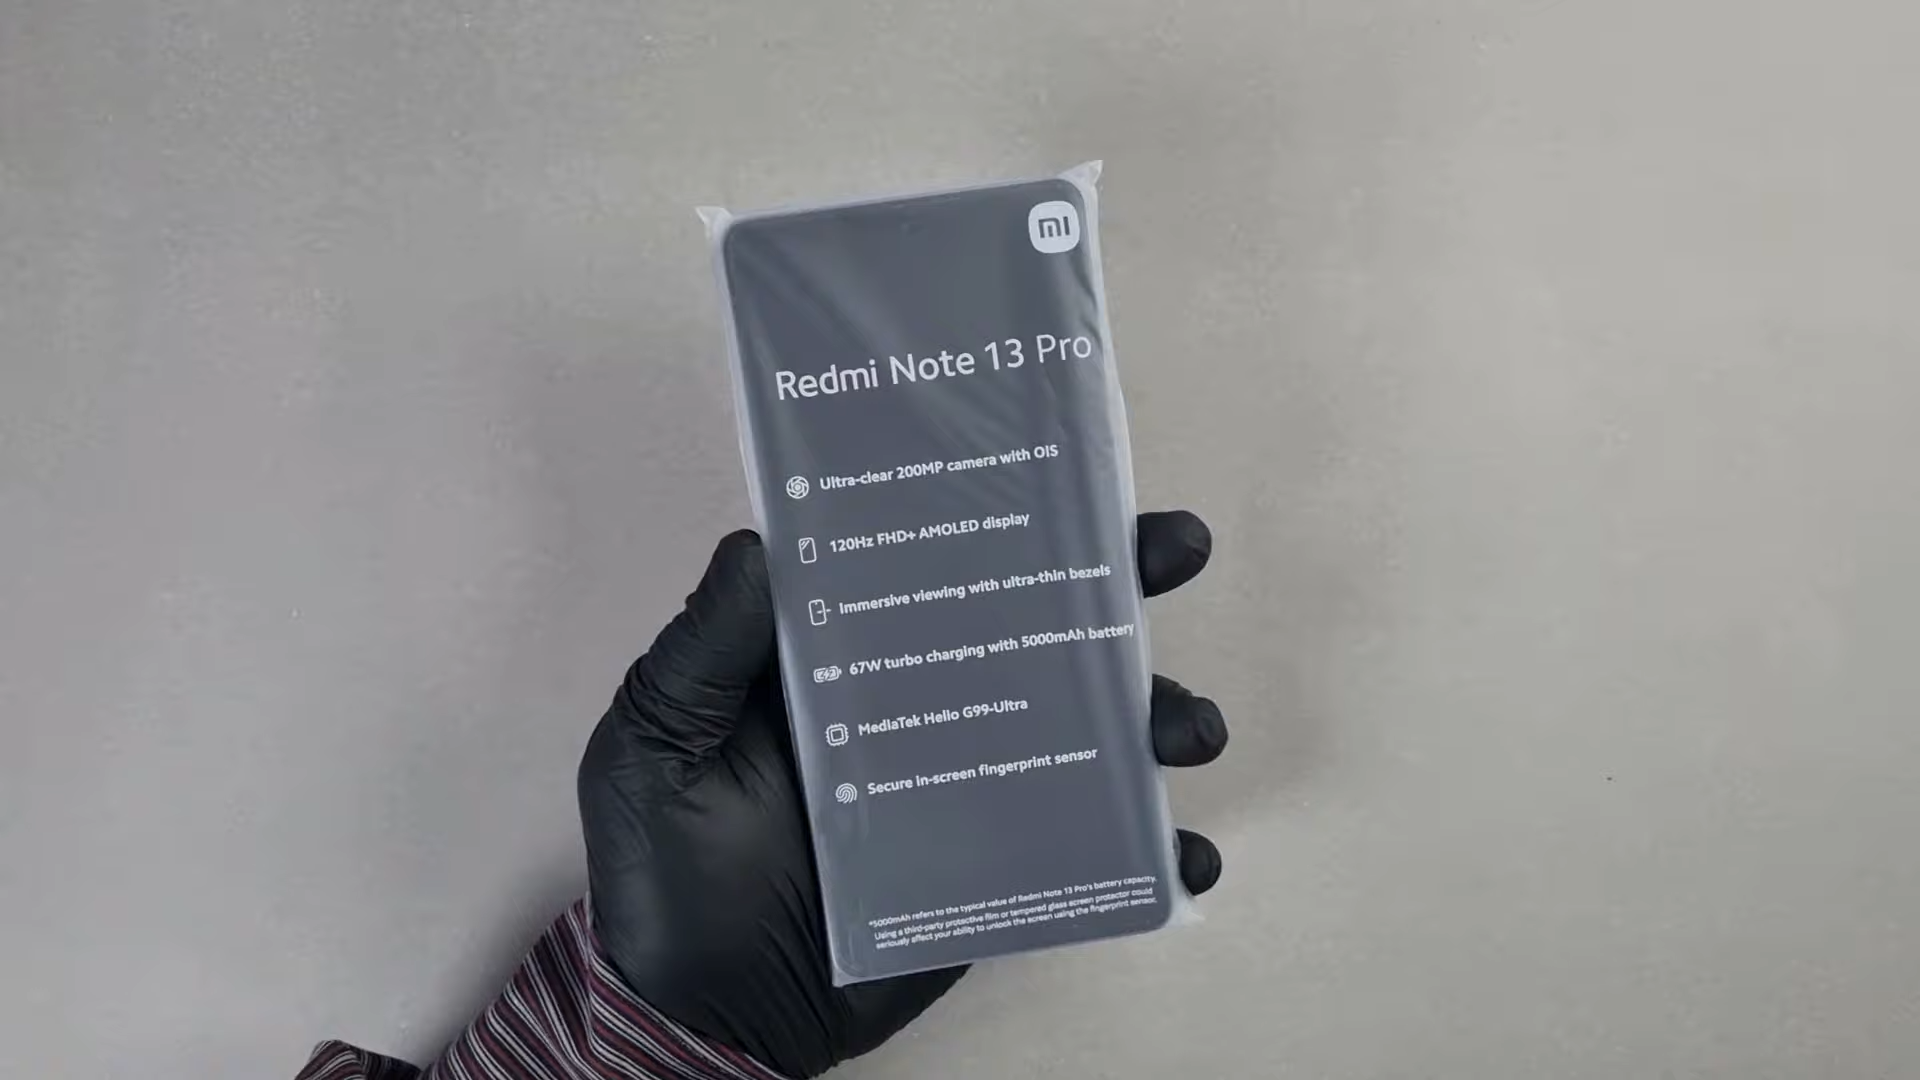 mi
Redmi Note 13 Pro
Ultra-clear 200MP camera with OIS
120Hz FHD+ AMOLED display
Immersive viewing with ultra-thin bezels
67W turbo charging with 5000mAh battery
MediaTek Helio G99-Ultra
Secure in-screen fingerprint sensor
*5000mAh refers to the typical value of Redmi Note 13 Pro's battery capacity.
Using a third-party protective film or tempered glass screen protector could
seriously affect your ability to unlock the screen using the fingerprint sensor.